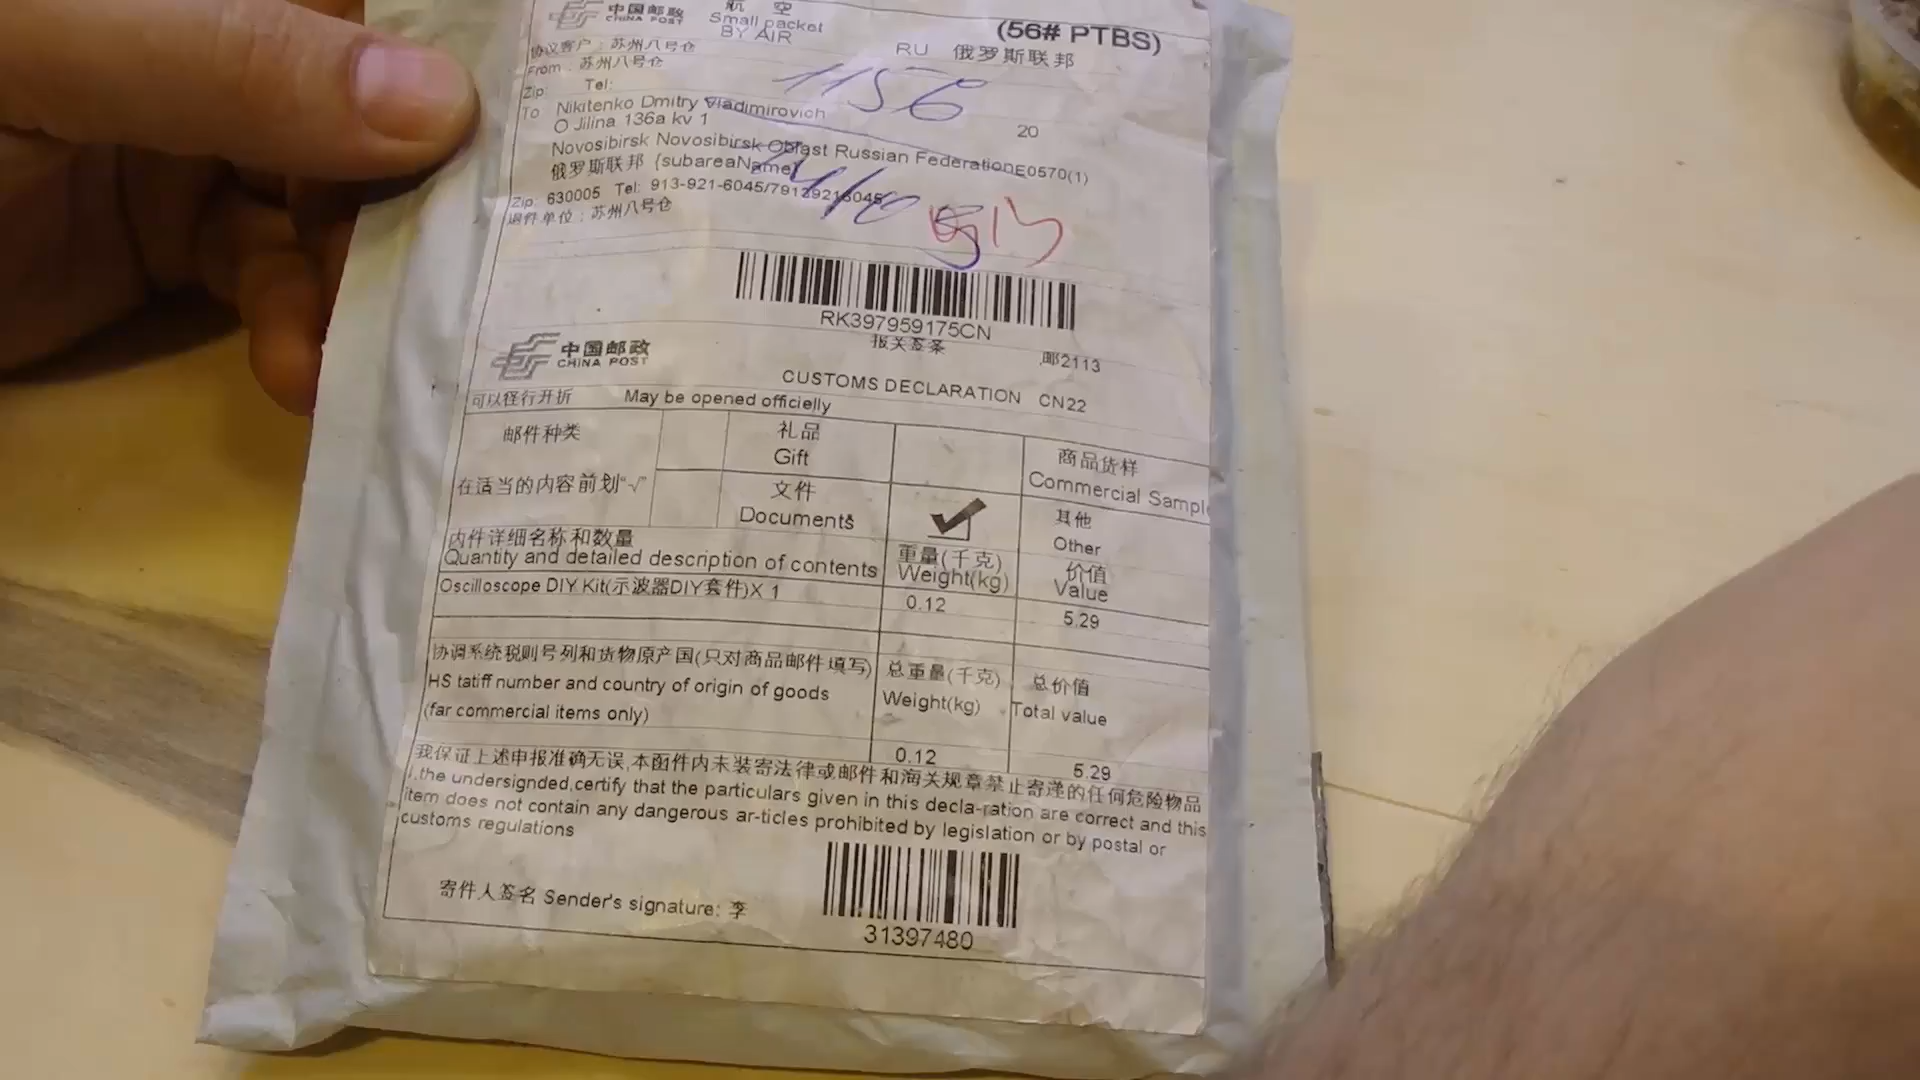 中国邮政
CHINA POST
航 空
Small packet
BY AIR
(56# PTBS)
RU 俄罗斯联邦
协议客户：苏州八号仓
From：苏州八号仓
Zip: Tel:
1156
To Nikitenko Dmitry Vladimirovich
O Jilina 136a kv 1
20
Novosibirsk Novosibirsk Oblast Russian FederationE0570(1)
俄罗斯联邦 {subareaName}
Zip: 630005 Tel: 913-921-6045/79139216045
退件单位：苏州八号仓
RK397959175CN
报关签条
邮2113
中国邮政
CHINA POST
CUSTOMS DECLARATION CN22
可以径行开折 May be opened officielly
邮件种类
礼品
Gift
商品货样
Commercial Sampl
在适当的内容前划“√”
文件
Documents
其他
Other
内件详细名称和数量
Quantity and detailed description of contents
重量(千克)
Weight(kg)
价值
Value
Oscilloscope DIY Kit(示波器DIY套件)X 1
0.12
5.29
协调系统税则号列和货物原产国(只对商品邮件填写)
HS tatiff number and country of origin of goods
(far commercial items only)
总重量(千克)
Weight(kg)
总价值
Total value
0.12
5.29
我保证上述申报准确无误,本函件内未装寄法律或邮件和海关规章禁止寄递的任何危险物品
I,the undersignded,certify that the particulars given in this decla-ration are correct and this
item does not contain any dangerous ar-ticles prohibited by legislation or by postal or
customs regulations
寄件人签名 Sender's signature: 李
31397480